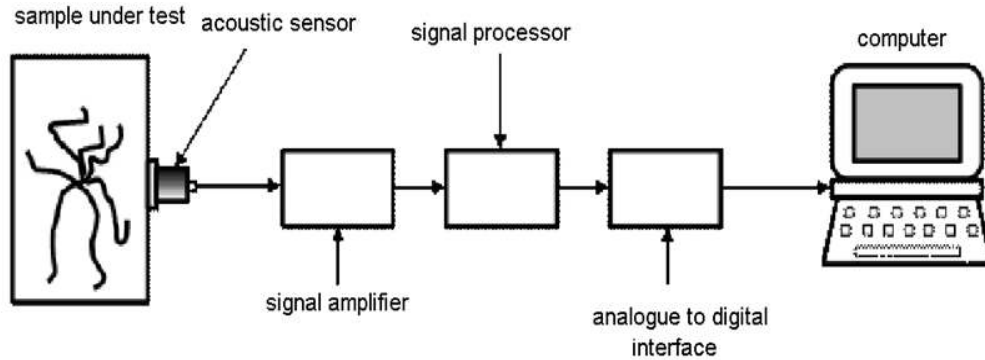 sample under test
acoustic sensor
signal processor
computer
signal amplifier
analogue to digital
interface